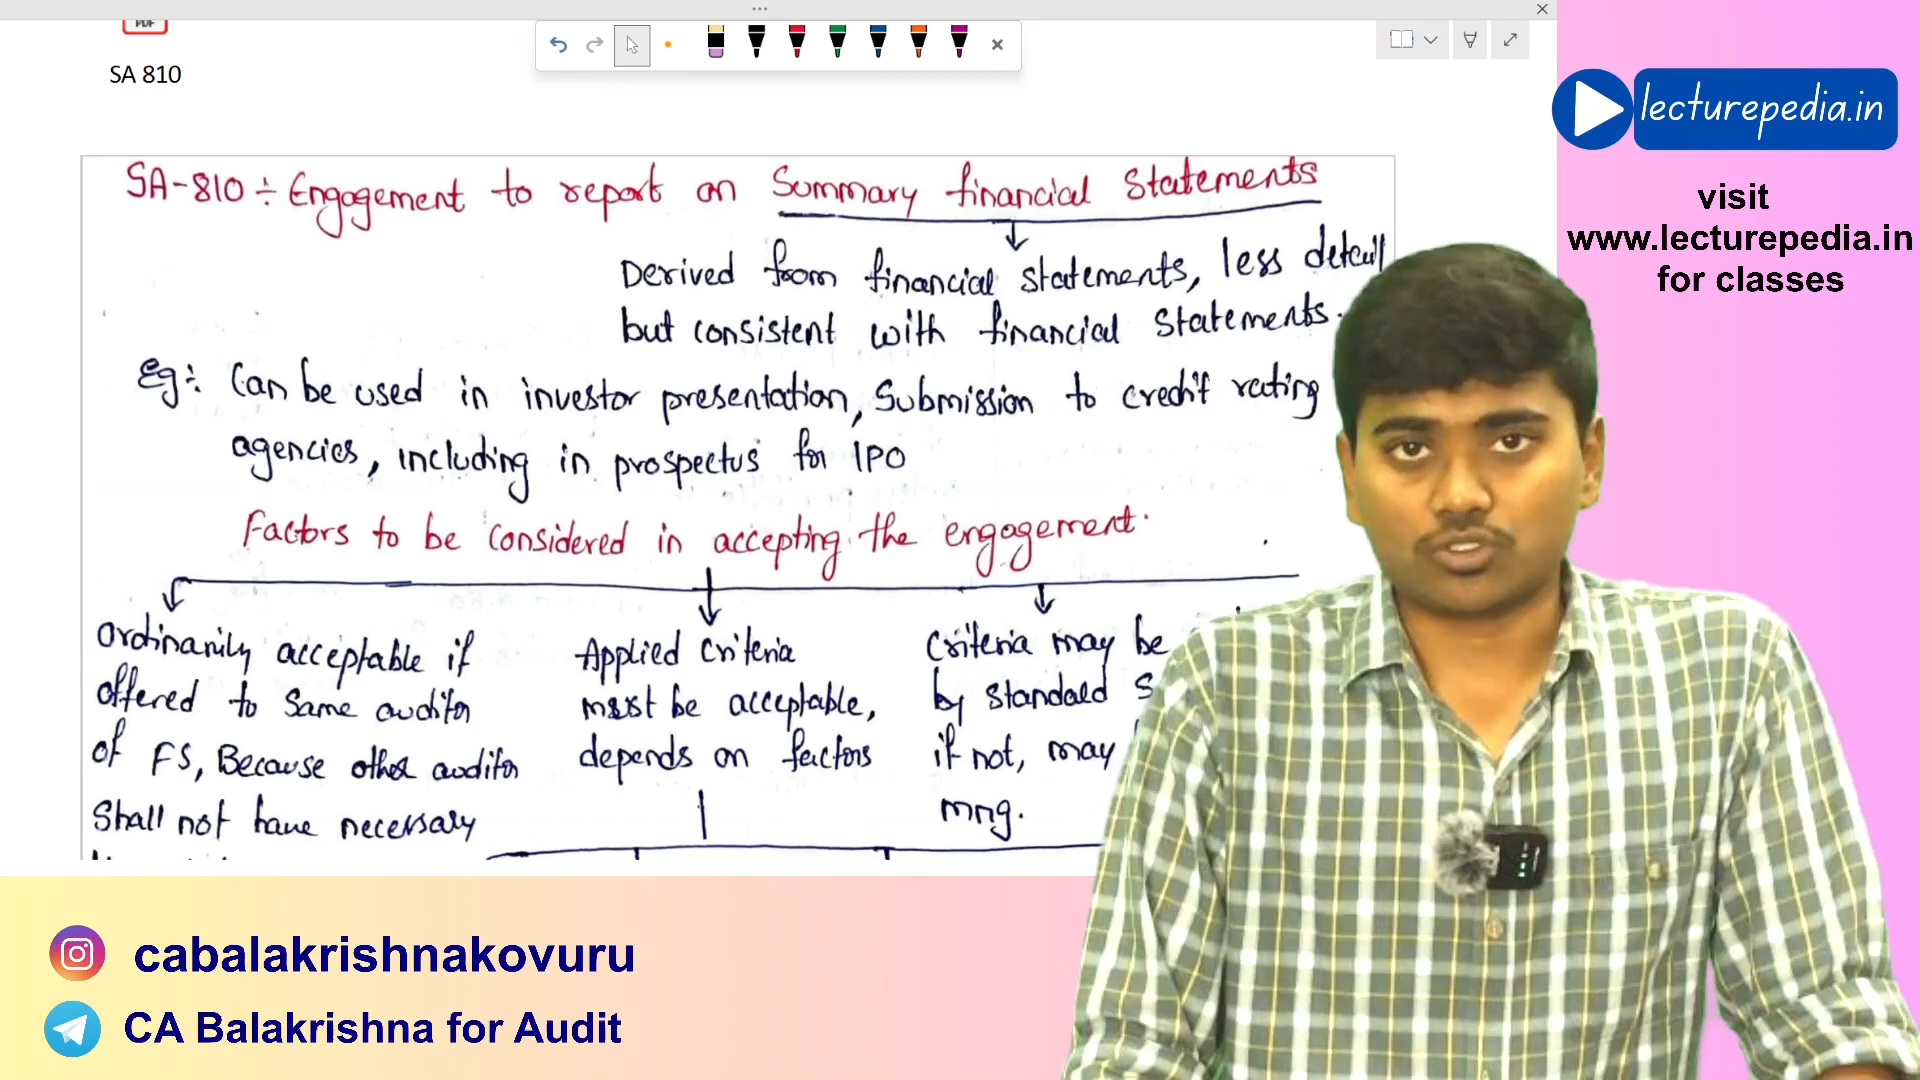 PDF
SA 810
lecturepedia.in
visit
www.lecturepedia.in
for classes
SA-810 ÷ Engagement to report on Summary financial Statements
Derived from financial statements, less detail
but consistent with financial statements.
Eg:- Can be used in investor presentation, Submission to credit rating
agencies, including in prospectus for IPO
Factors to be considered in accepting the engagement.
Ordinarily acceptable if
offered to Same auditor
of FS, Because other auditor
Shall not have necessary
Applied Criteria
must be acceptable,
depends on factors
Criteria may be
by standard S
if not, may
mng.
cabalakrishnakovuru
CA Balakrishna for Audit